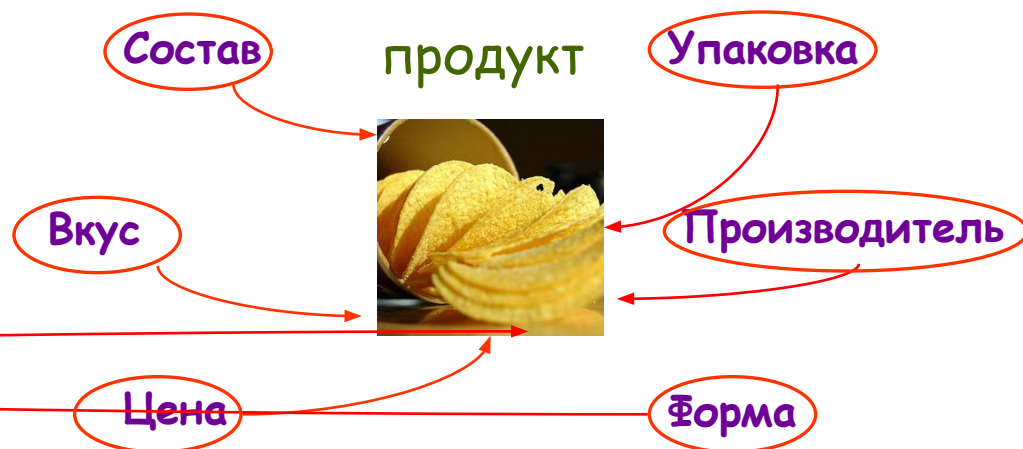 Состав
продукт
Упаковка
Вкус
Производитель
Цена
Форма